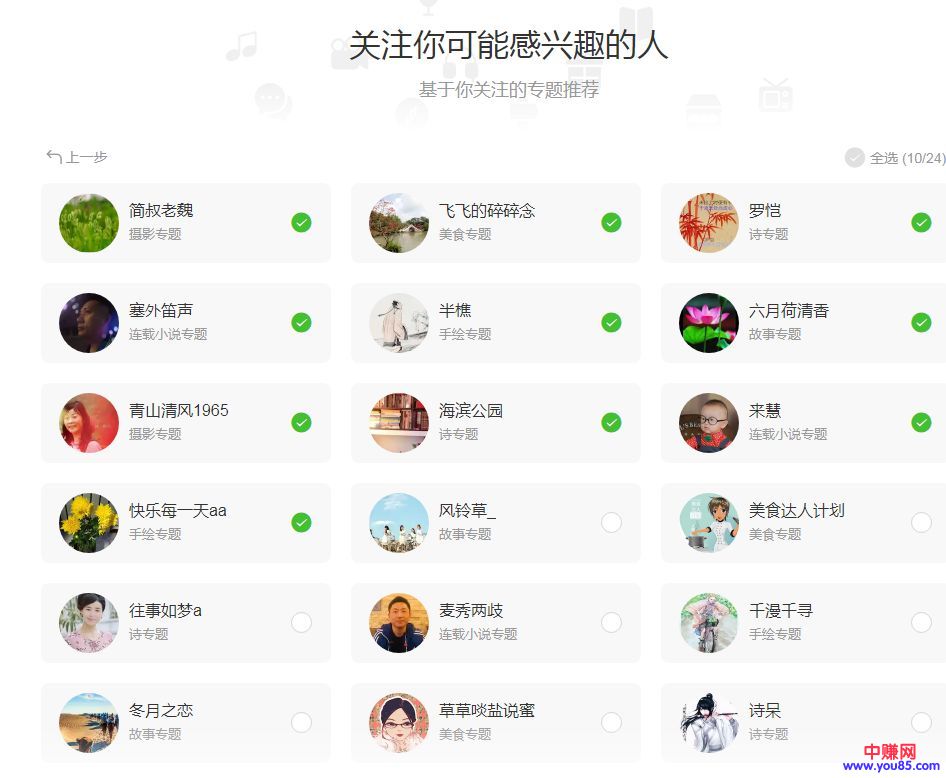 关注你可能感兴趣的人
基于你关注的专题推荐
上一步
全选 (10/24)
简叔老魏
摄影专题
飞飞的碎碎念
美食专题
罗恺
诗专题
塞外笛声
连载小说专题
半樵
手绘专题
六月荷清香
故事专题
青山清风1965
摄影专题
海滨公园
诗专题
来慧
连载小说专题
快乐每一天aa
手绘专题
风铃草_
故事专题
美食达人计划
美食专题
往事如梦a
诗专题
麦秀两歧
连载小说专题
千漫千寻
手绘专题
冬月之恋
故事专题
草草啖盐说蜜
美食专题
诗呆
诗专题
中赚网
www.you85.com